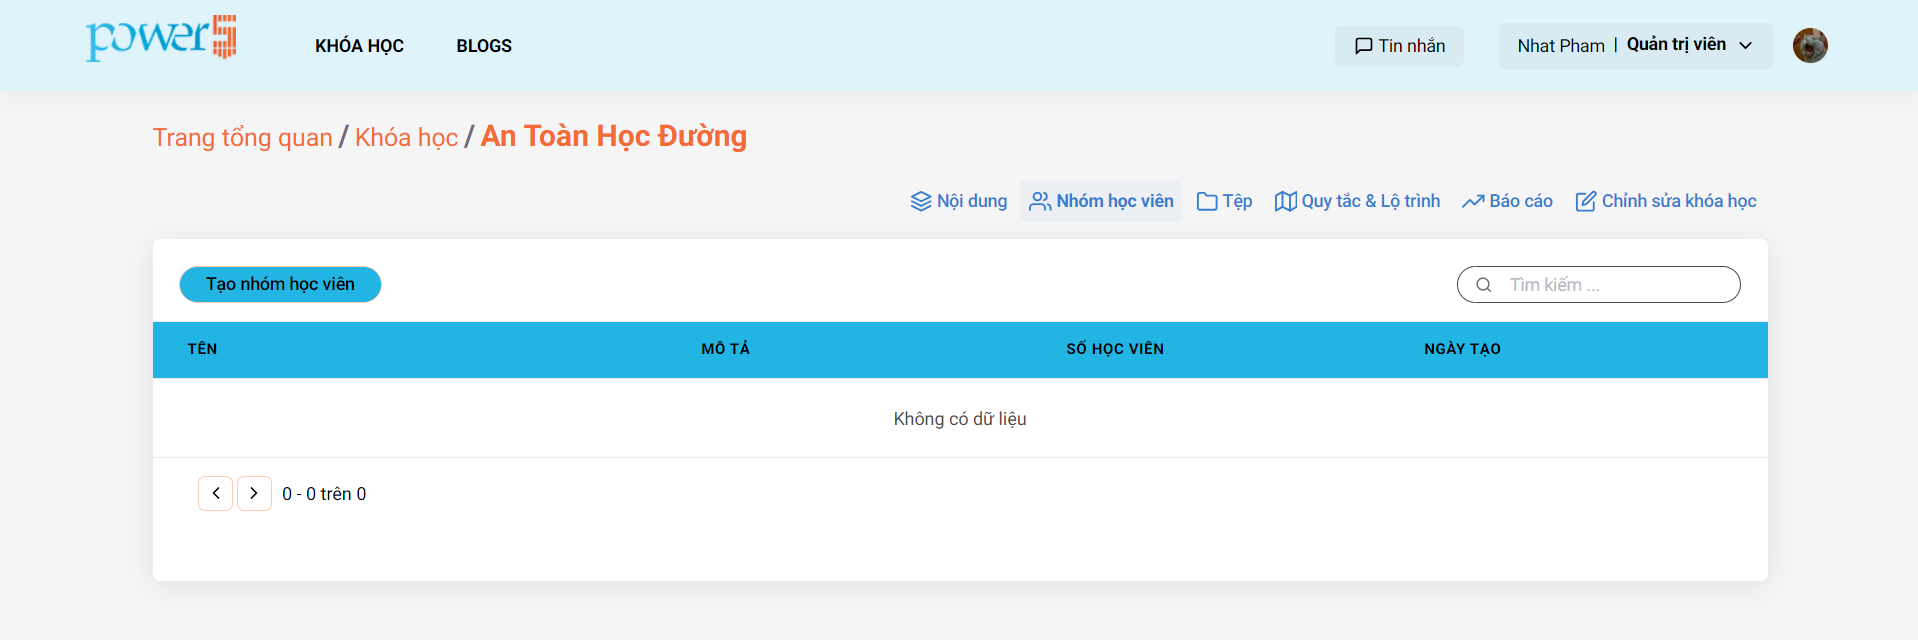 power5
KHÓA HỌC
BLOGS
Tin nhắn
Nhat Pham | Quản trị viên
Trang tổng quan / Khóa học / An Toàn Học Đường
Nội dung
Nhóm học viên
Tệp
Quy tắc & Lộ trình
Báo cáo
Chỉnh sửa khóa học
Tạo nhóm học viên
Tìm kiếm ...
TÊN
MÔ TẢ
SỐ HỌC VIÊN
NGÀY TẠO
Không có dữ liệu
0 - 0 trên 0